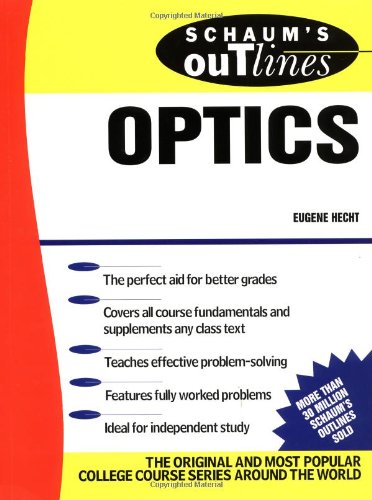 Copyrighted Material
SCHAUM'S
ouTlines
OPTICS
EUGENE HECHT
The perfect aid for better grades
Covers all course fundamentals and
supplements any class text
Teaches effective problem-solving
Features fully worked problems
Ideal for independent study
MORE THAN
30 MILLION
SCHAUM'S
OUTLINES
SOLD
THE ORIGINAL AND MOST POPULAR
COLLEGE COURSE SERIES AROUND THE WORLD
Copyrighted Material